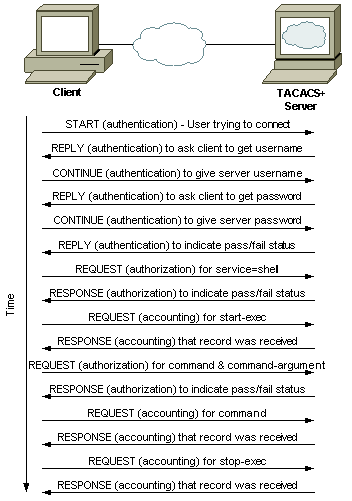 Client
TACACS+
Server
START (authentication) - User trying to connect
REPLY (authentication) to ask client to get username
CONTINUE (authentication) to give server username
REPLY (authentication) to ask client to get password
CONTINUE (authentication) to give server password
REPLY (authentication) to indicate pass/fail status
REQUEST (authorization) for service=shell
RESPONSE (authorization) to indicate pass/fail status
REQUEST (accounting) for start-exec
RESPONSE (accounting) that record was received
REQUEST (authorization) for command & command-argument
RESPONSE (authorization) to indicate pass/fail status
REQUEST (accounting) for command
RESPONSE (accounting) that record was received
REQUEST (accounting) for stop-exec
RESPONSE (accounting) that record was received
Time